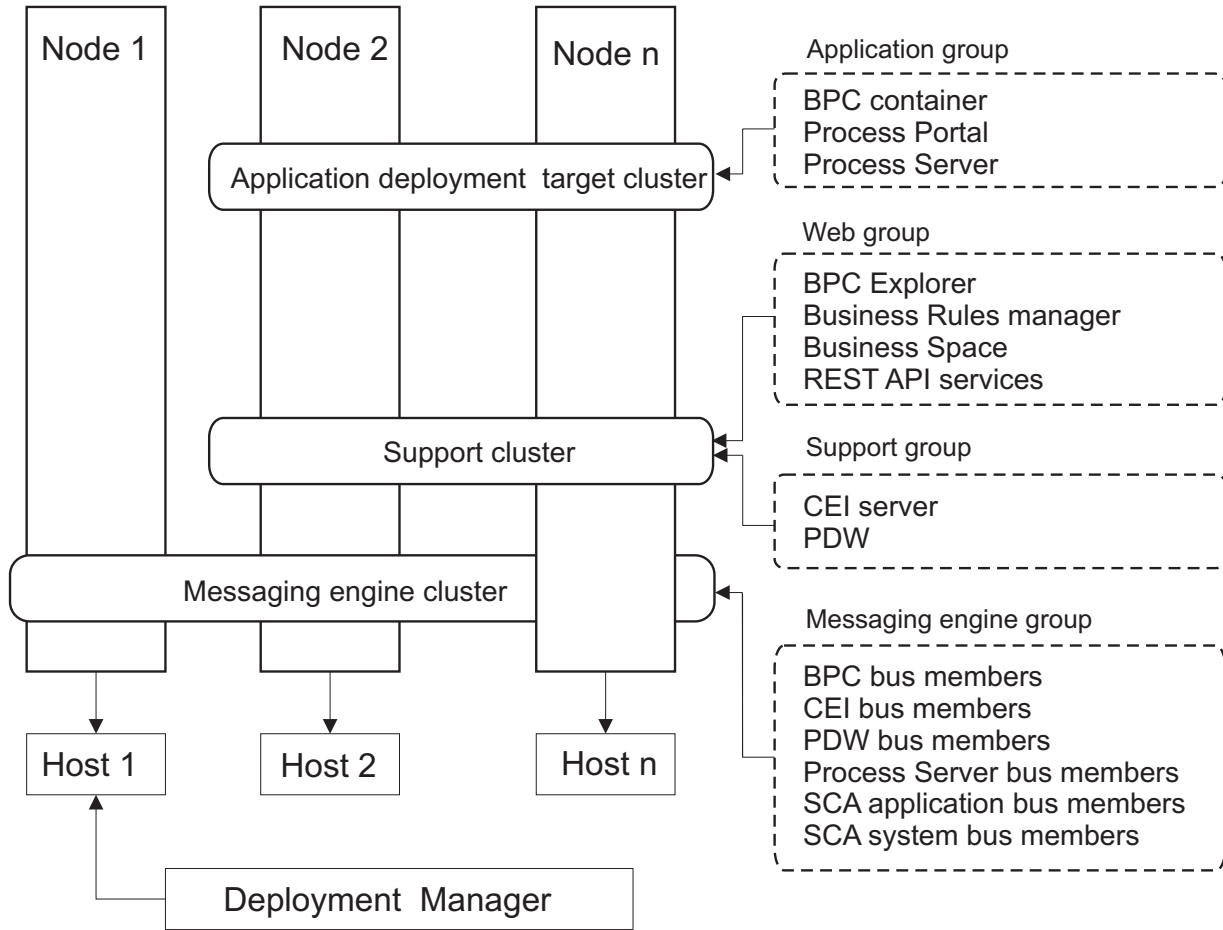 Node 1
Node 2
Node n
Application deployment target cluster
Support cluster
Messaging engine cluster
Host 1
Host 2
Host n
Deployment Manager
Application group
BPC container
Process Portal
Process Server
Web group
BPC Explorer
Business Rules manager
Business Space
REST API services
Support group
CEI server
PDW
Messaging engine group
BPC bus members
CEI bus members
PDW bus members
Process Server bus members
SCA application bus members
SCA system bus members